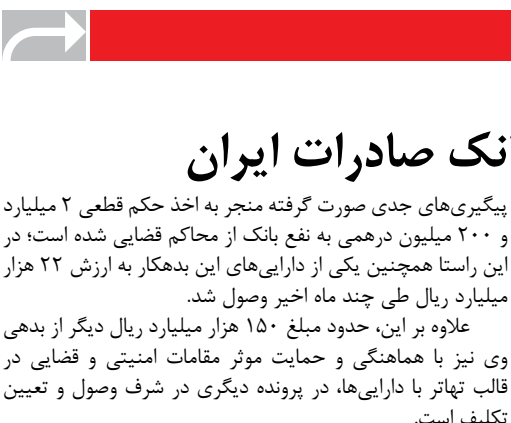 نک صادرات ایران
پیگیری‌های جدی صورت گرفته منجر به اخذ حکم قطعی ۲ میلیارد
و ۲۰۰ میلیون درهمی به نفع بانک از محاکم قضایی شده است؛ در
این راستا همچنین یکی از دارایی‌های این بدهکار به ارزش ۲۲ هزار
میلیارد ریال طی چند ماه اخیر وصول شد.
علاوه بر این، حدود مبلغ ۱۵۰ هزار میلیارد ریال دیگر از بدهی
وی نیز با هماهنگی و حمایت موثر مقامات امنیتی و قضایی در
قالب تهاتر با دارایی‌ها، در پرونده دیگری در شرف وصول و تعیین
تکلیف است.